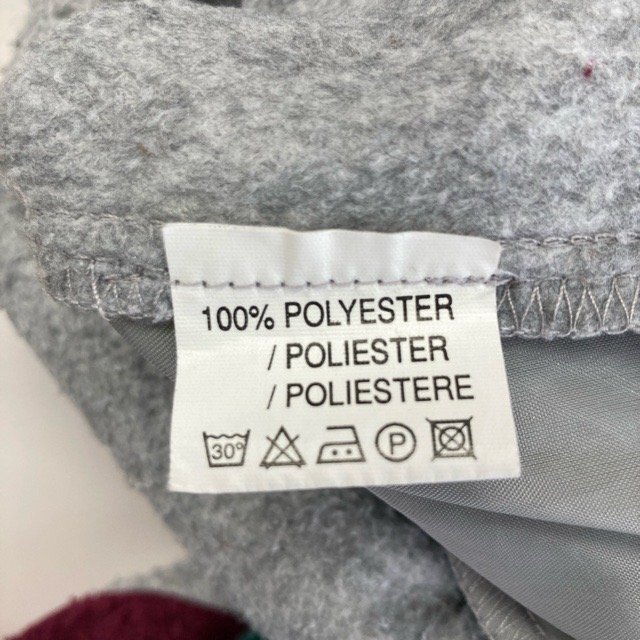 100% POLYESTER
/ POLIESTER
/ POLIESTERE
30° P